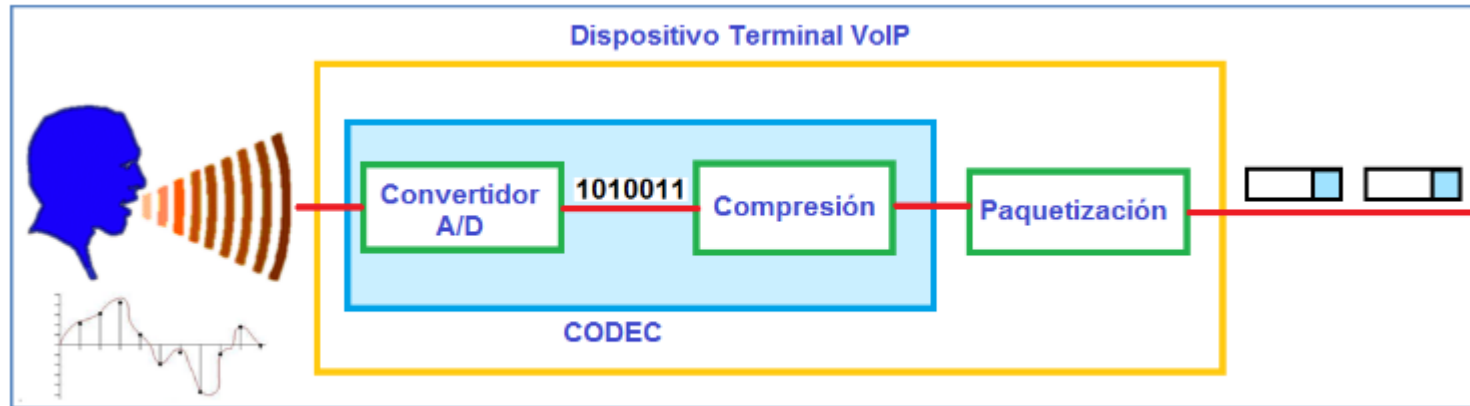 Dispositivo Terminal VoIP
Convertidor
A/D
1010011
Compresión
Paquetización
CODEC